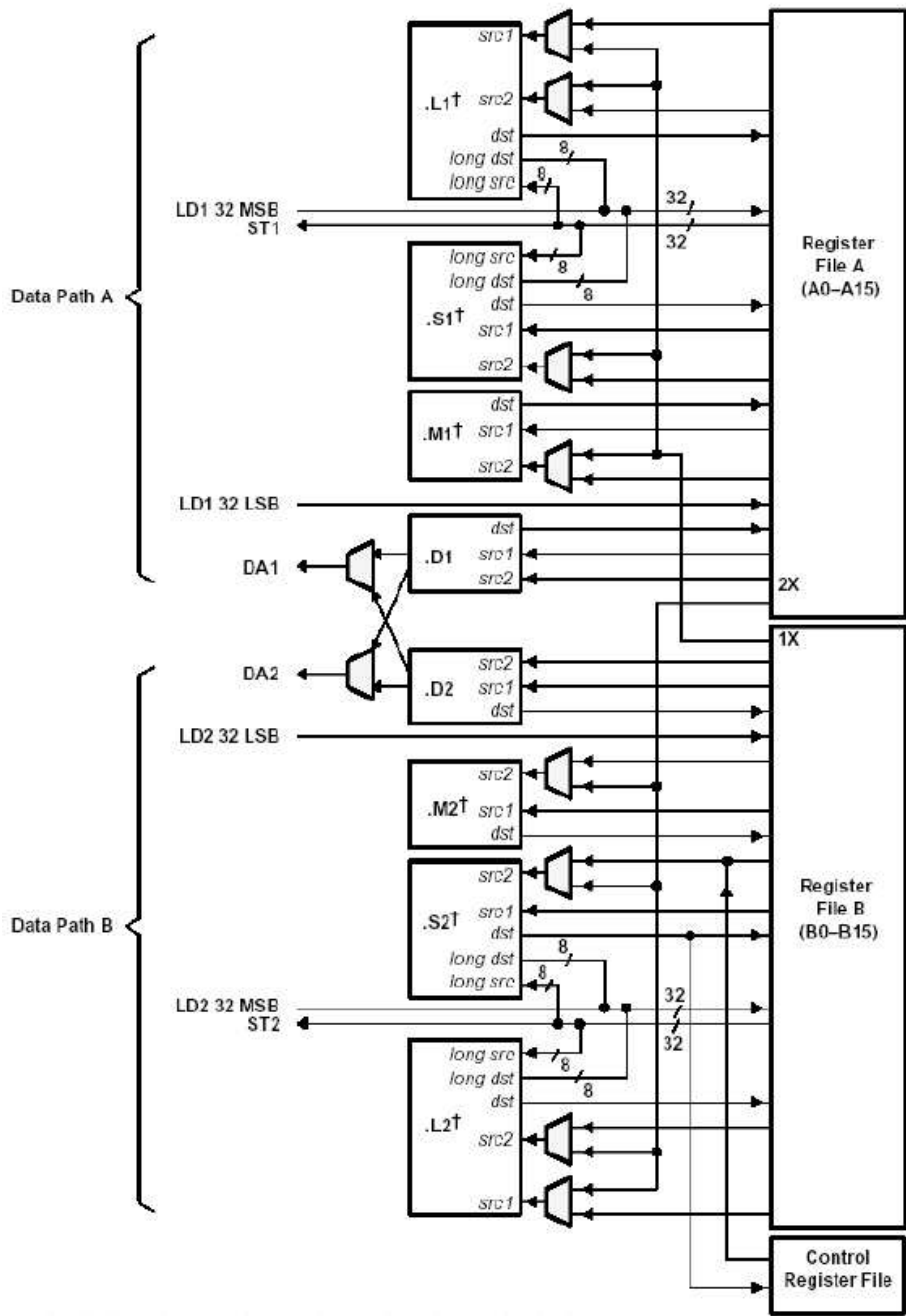 src1
.L1†
src2
dst
long dst
8
long src
8
LD1 32 MSB
32
ST1
32
Register
File A
(A0–A15)
long src
8
long dst
8
Data Path A
dst
.S1†
src1
src2
dst
.M1†
src1
src2
LD1 32 LSB
dst
.D1
src1
DA1
src2
2X
1X
src2
DA2
.D2
src1
dst
LD2 32 LSB
src2
.M2†
src1
dst
src2
Register
File B
(B0–B15)
Data Path B
.S2†
src1
dst
8
long dst
8
long src
LD2 32 MSB
32
ST2
32
long src
8
long dst
8
dst
.L2†
src2
src1
Control
Register File